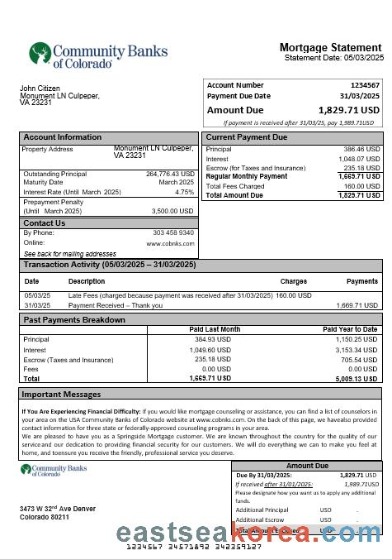 Community Banks
of Colorado
Mortgage Statement
Statement Date: 05/03/2025
John Citizen
Monument LN Culpeper,
VA 23231
Account Number 1234567
Payment Due Date 31/03/2025
Amount Due 1,829.71 USD
If payment is received after 31/03/25, pay 1,989.71USD
Account Information
Property Address Monument LN Culpeper,
VA 23231
Outstanding Principal 264,776.43 USD
Maturity Date March 2025
Interest Rate (Until March 2025) 4.75%
Prepayment Penalty
(Until March 2025) 3,500.00 USD
Contact Us
By Phone: 303 458 9340
Online: www.cobnks.com
See back for mailing addresses
Current Payment Due
Principal 386.46 USD
Interest 1,048.07 USD
Escrow (for Taxes and Insurance) 235.18 USD
Regular Monthly Payment 1,669.71 USD
Total Fees Charged 160.00 USD
Total Amount Due 1,829.71 USD
Transaction Activity (05/03/2025 – 31/03/2025)
Date Description Charges Payments
05/03/25 Late Fees (charged because payment was received after 31/03/2025) 160.00 USD
31/03/25 Payment Received – Thank you 1,669.71 USD
Past Payments Breakdown
Paid Last Month Paid Year to Date
Principal 384.93 USD 1,150.25 USD
Interest 1,049.60 USD 3,153.34 USD
Escrow (Taxes and Insurance) 235.18 USD 705.54 USD
Fees 0.00 USD 0.00 USD
Total 1,669.71 USD 5,009.13 USD
Important Messages
If You Are Experiencing Financial Difficulty: If you would like mortgage counseling or assistance, you can find a list of counselors in
your area on the USA Community Banks of Colorado website at www.cobnks.com. On the back of this page, we have also provided
contact information for three state or federally-approved counseling programs in your area.
We are pleased to have you as a Springside Mortgage customer. We are known throughout the country for the quality of our
service and our dedication to providing financial security for our customers. We will do everything we can to make you feel at
home, and to ensure you receive the friendly, professional service you deserve.
Community Banks
of Colorado
3473 W 32nd Ave Denver
Colorado 80211
Amount Due
Due By 31/03/2025: 1,829.71 USD
If received after 31/01/2025: 1,989.71USD
Please designate how you want us to apply any additional
funds.
Additional Principal USD
Additional Escrow USD
eastseakorea.com